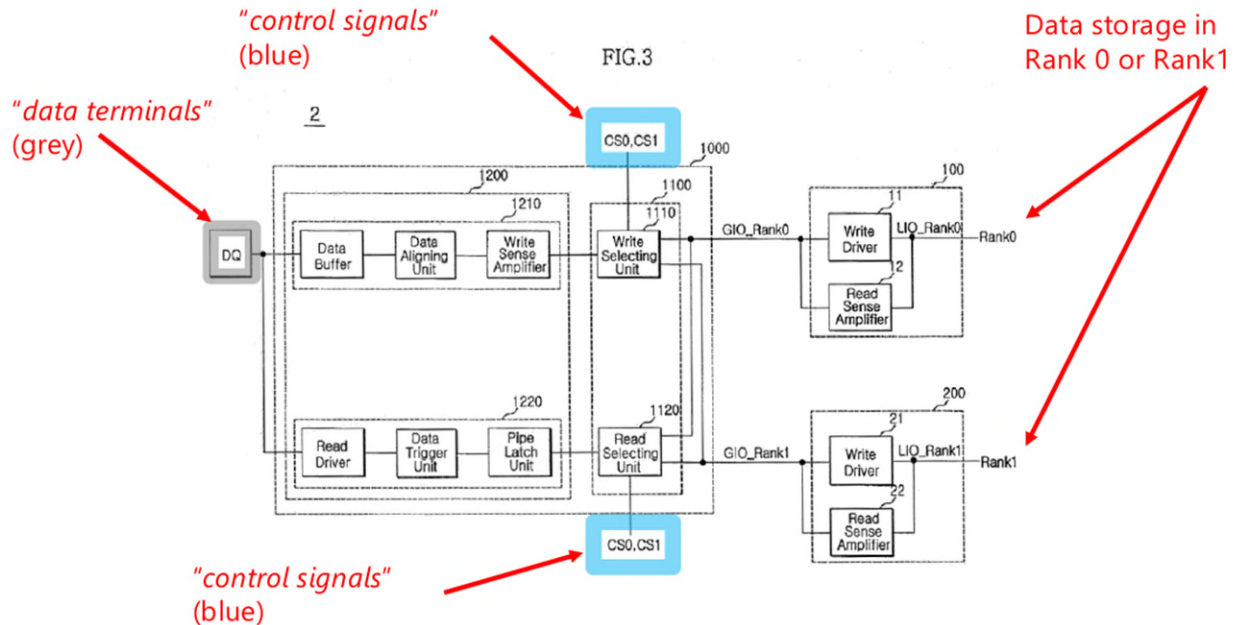 "control signals"
(blue)
Data storage in
Rank 0 or Rank1
FIG.3
"data terminals"
(grey)
2
CS0,CS1
1000
1200
1100
100
1210
1110
11
DQ
Data
Buffer
Data
Aligning
Unit
Write
Sense
Amplifier
Write
Selecting
Unit
GIO_Rank0
Write
Driver
LIO_Rank0
Rank0
12
Read
Sense
Amplifier
1220
1120
200
21
Read
Driver
Data
Trigger
Unit
Pipe
Latch
Unit
Read
Selecting
Unit
GIO_Rank1
Write
Driver
LIO_Rank1
Rank1
22
Read
Sense
Amplifier
CS0,CS1
"control signals"
(blue)